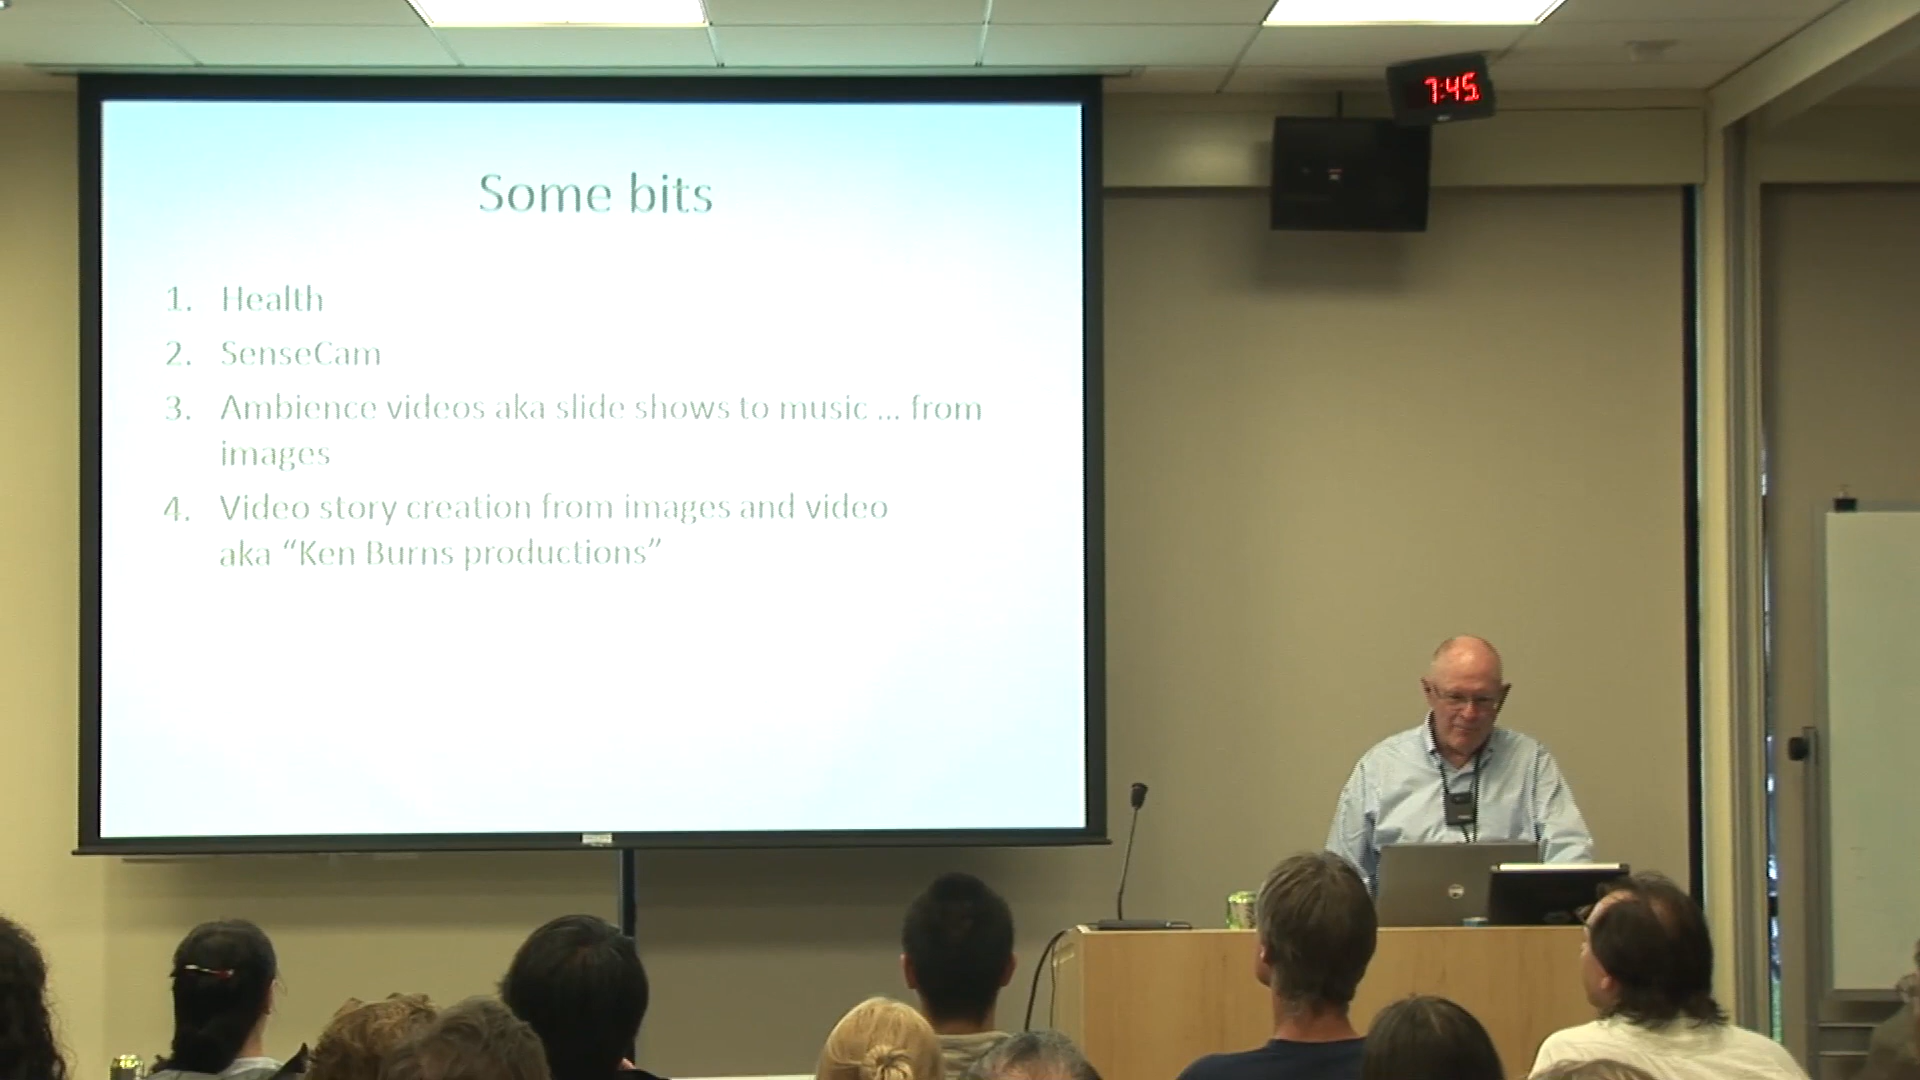 7:45
Some bits
1. Health
2. SenseCam
3. Ambience videos aka slide shows to music ... from
images
4. Video story creation from images and video
aka “Ken Burns productions”